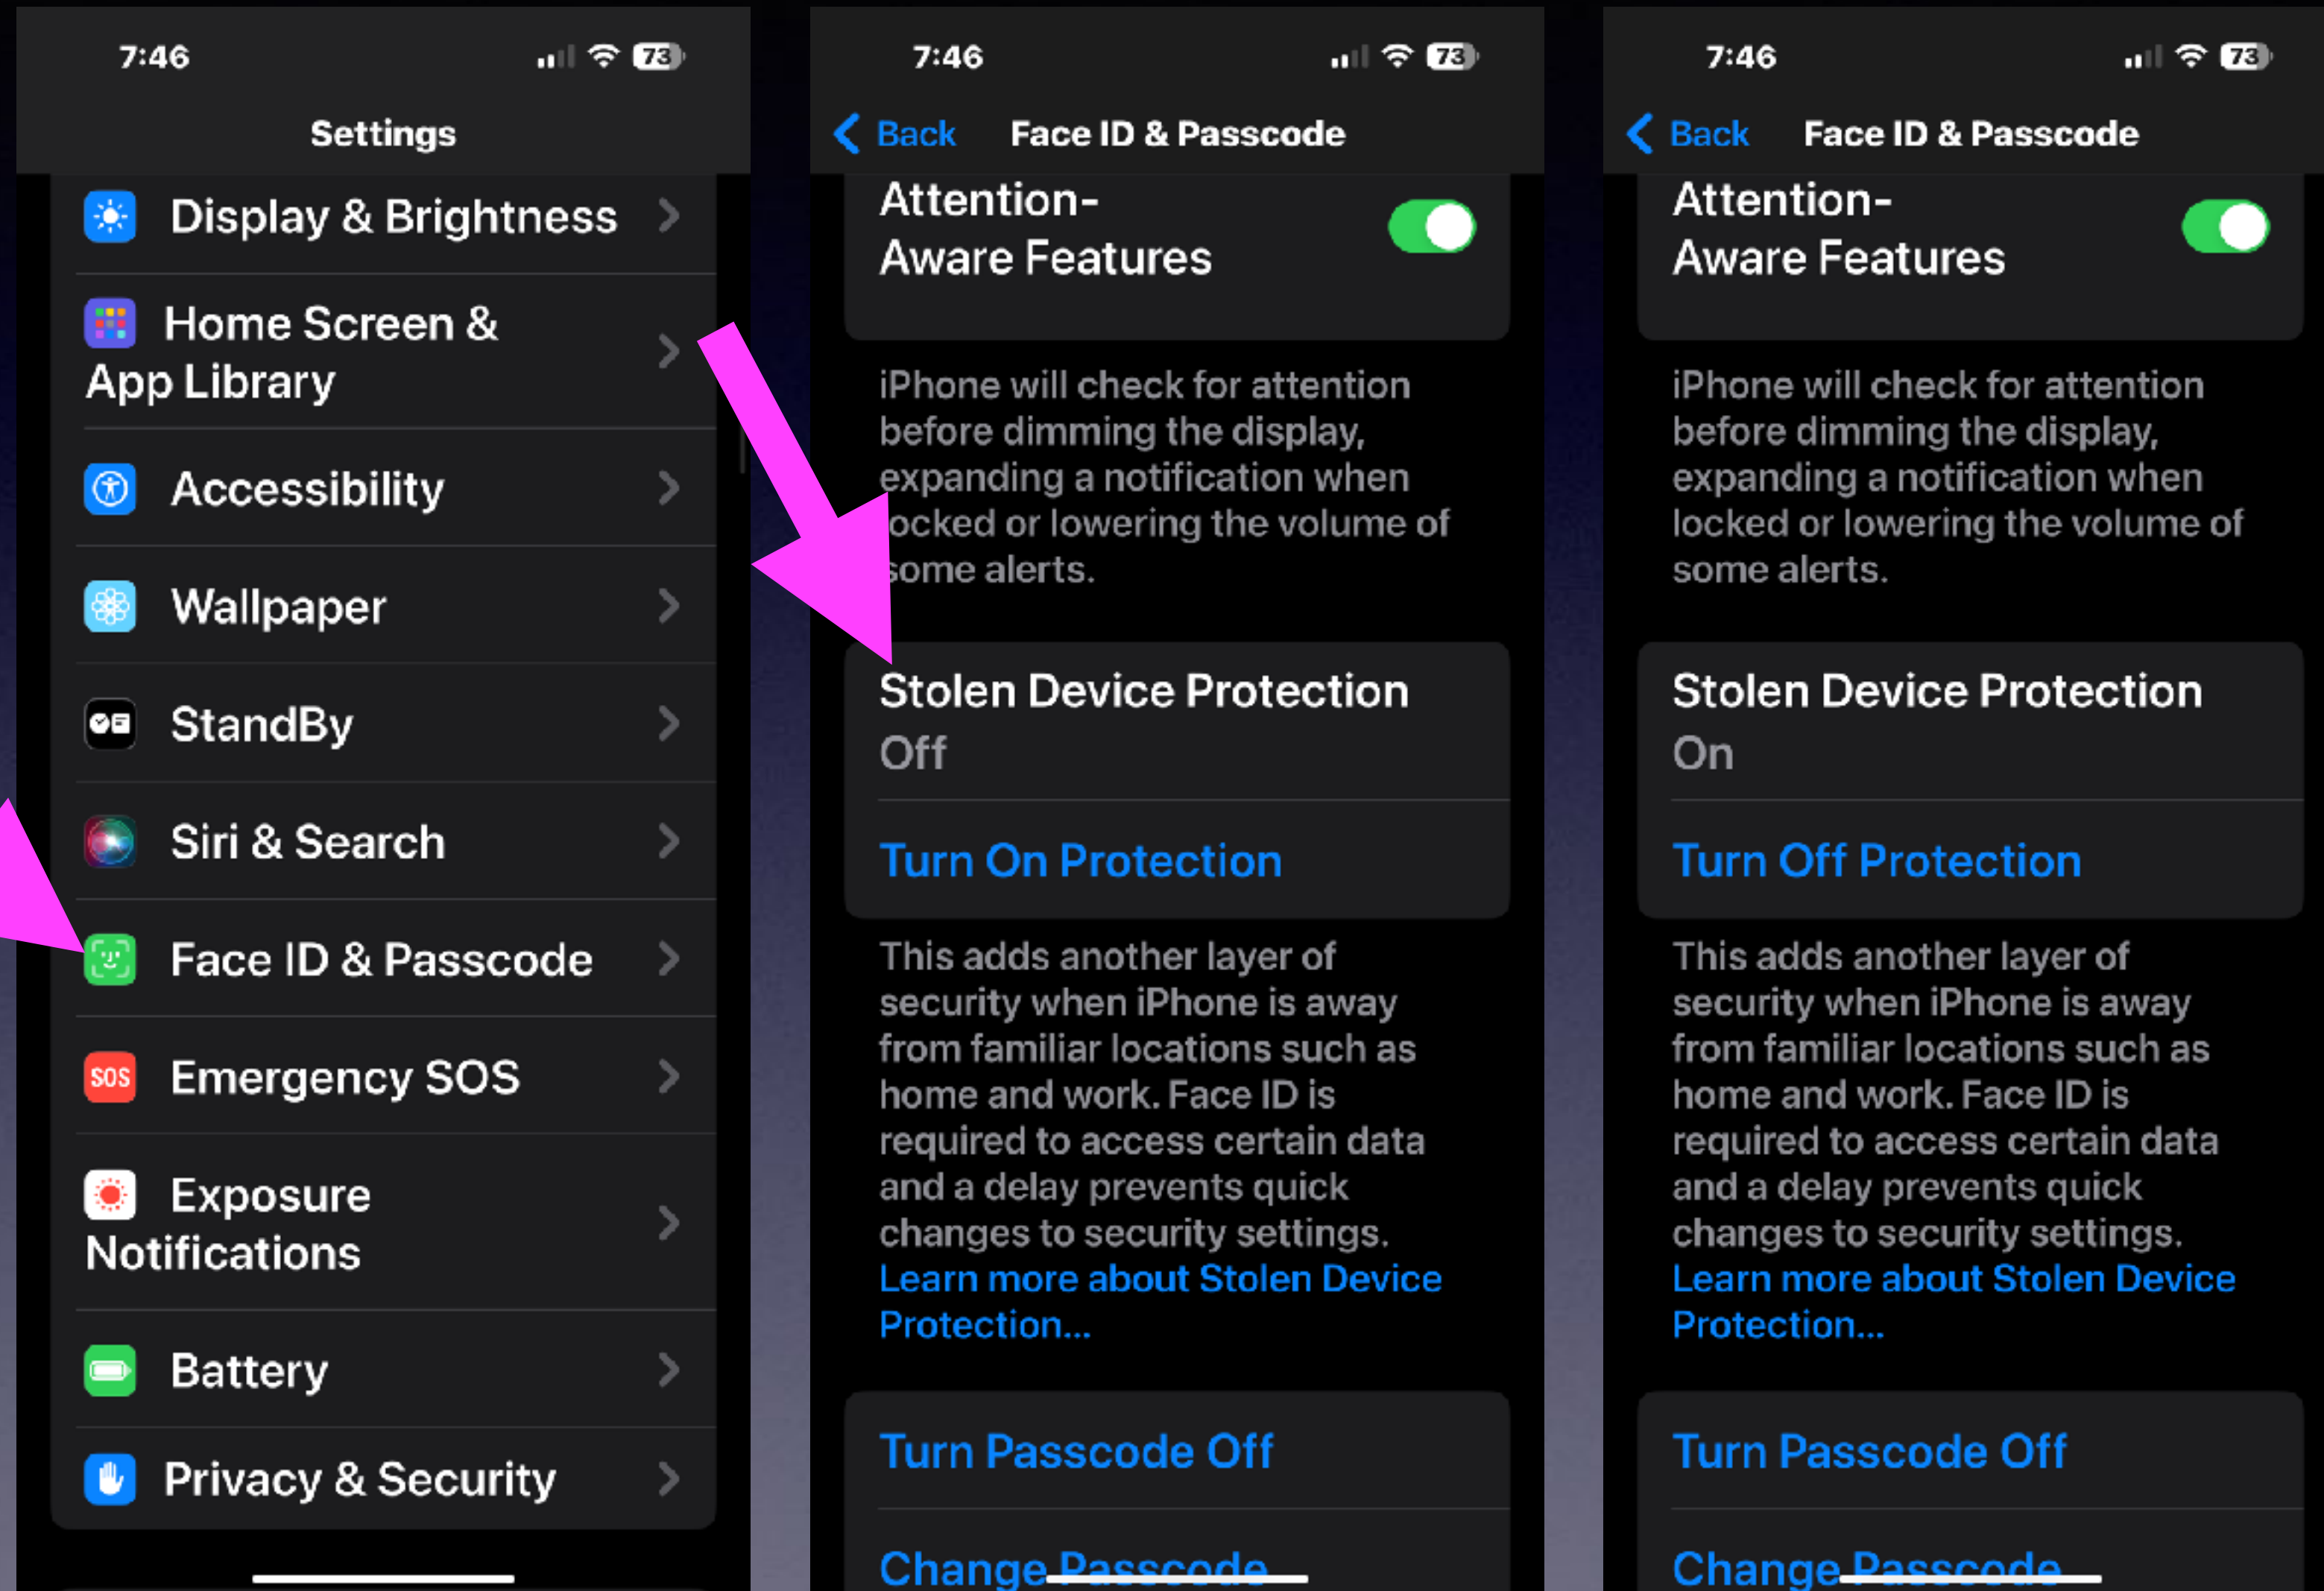 7:46
73
Settings
Display & Brightness
Home Screen &
App Library
Accessibility
Wallpaper
StandBy
Siri & Search
Face ID & Passcode
SOS
Emergency SOS
Exposure
Notifications
Battery
Privacy & Security
7:46
73
Back
Face ID & Passcode
Attention-
Aware Features
iPhone will check for attention
before dimming the display,
expanding a notification when
ocked or lowering the volume of
some alerts.
Stolen Device Protection
Off
Turn On Protection
This adds another layer of
security when iPhone is away
from familiar locations such as
home and work. Face ID is
required to access certain data
and a delay prevents quick
changes to security settings.
Learn more about Stolen Device
Protection...
Turn Passcode Off
Change Passcode
7:46
73
Back
Face ID & Passcode
Attention-
Aware Features
iPhone will check for attention
before dimming the display,
expanding a notification when
locked or lowering the volume of
some alerts.
Stolen Device Protection
On
Turn Off Protection
This adds another layer of
security when iPhone is away
from familiar locations such as
home and work. Face ID is
required to access certain data
and a delay prevents quick
changes to security settings.
Learn more about Stolen Device
Protection...
Turn Passcode Off
Change Passcode